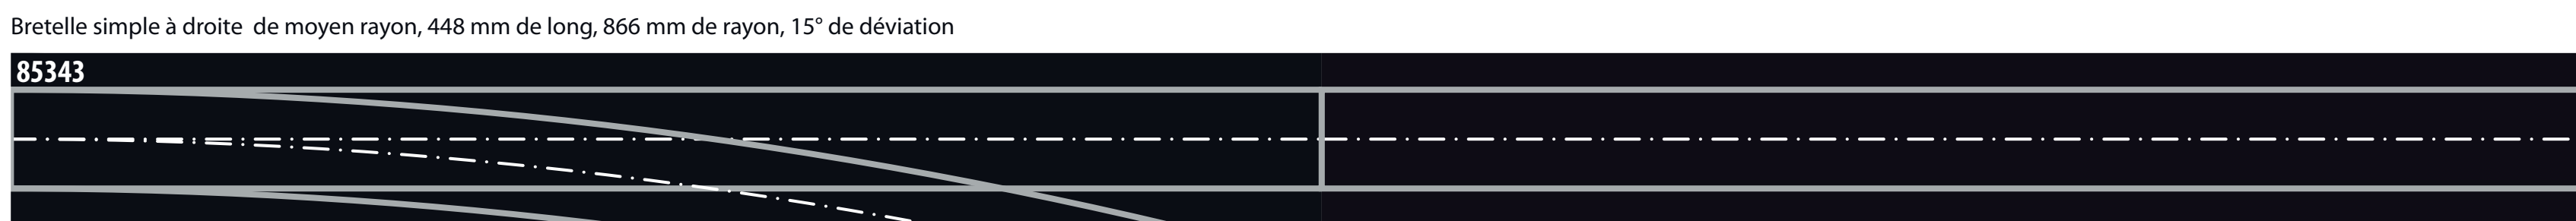 Bretelle simple à droite  de moyen rayon, 448 mm de long, 866 mm de rayon, 15° de déviation
85343